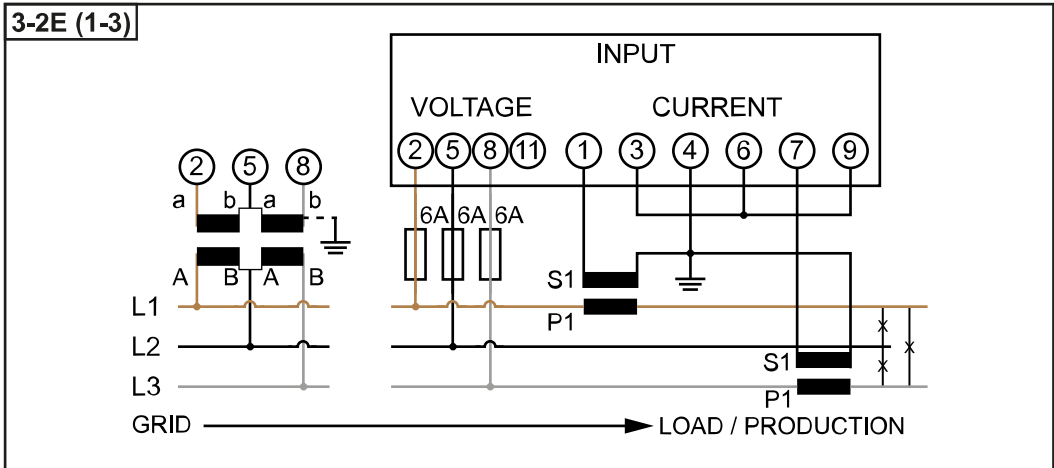 3-2E (1-3)
INPUT
VOLTAGE CURRENT
2 5 8 11 1 3 4 6 7 9
2 5 8
a b a b
6A 6A 6A
A B A B
S1
L1
P1
L2
S1
L3
P1
GRID LOAD / PRODUCTION